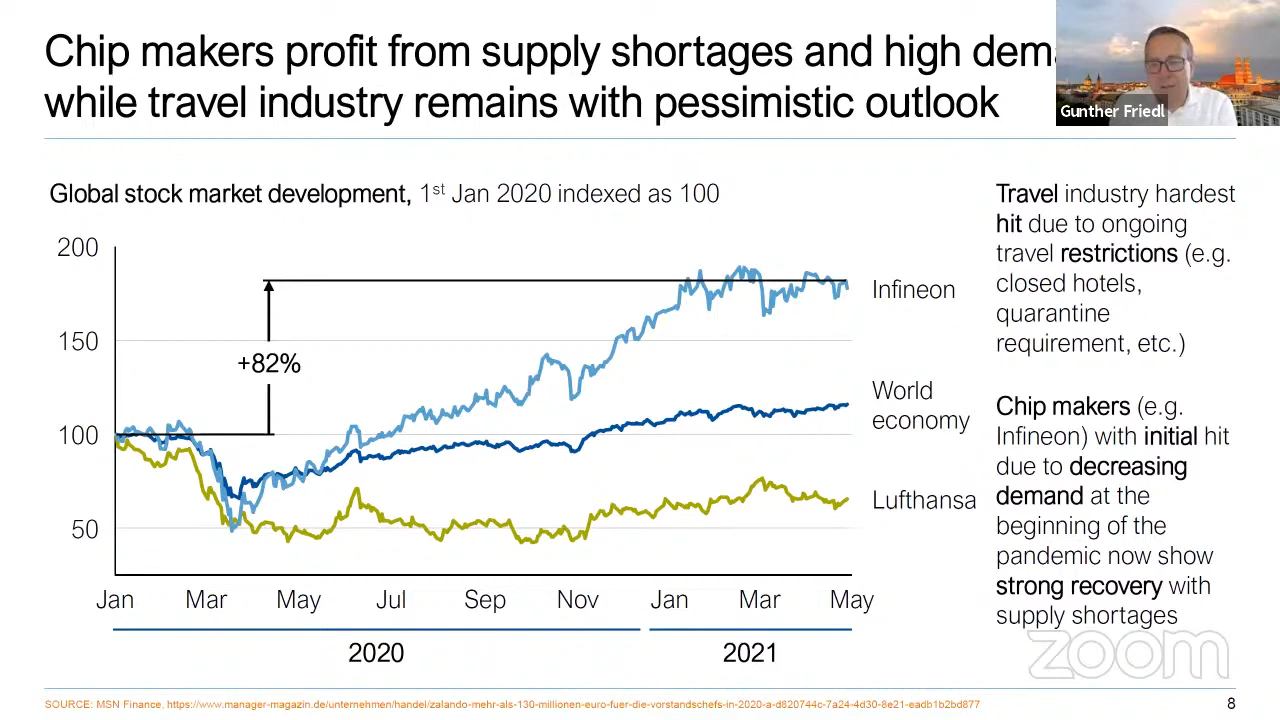 Chip makers profit from supply shortages and high dem
while travel industry remains with pessimistic outlook
Gunther Friedl
Global stock market development, 1st Jan 2020 indexed as 100
200
150
100
50
+82%
Infineon
World
economy
Lufthansa
Jan Mar May Jul Sep Nov Jan Mar May
2020 2021
Travel industry hardest
hit due to ongoing
travel restrictions (e.g.
closed hotels,
quarantine
requirement, etc.)
Chip makers (e.g.
Infineon) with initial hit
due to decreasing
demand at the
beginning of the
pandemic now show
strong recovery with
supply shortages
zoom
SOURCE: MSN Finance, https://www.manager-magazin.de/unternehmen/handel/zalando-mehr-als-130-millionen-euro-fuer-die-vorstandschefs-in-2020-a-d820744c-7a24-4d30-8e21-eadb1b2bd877
8